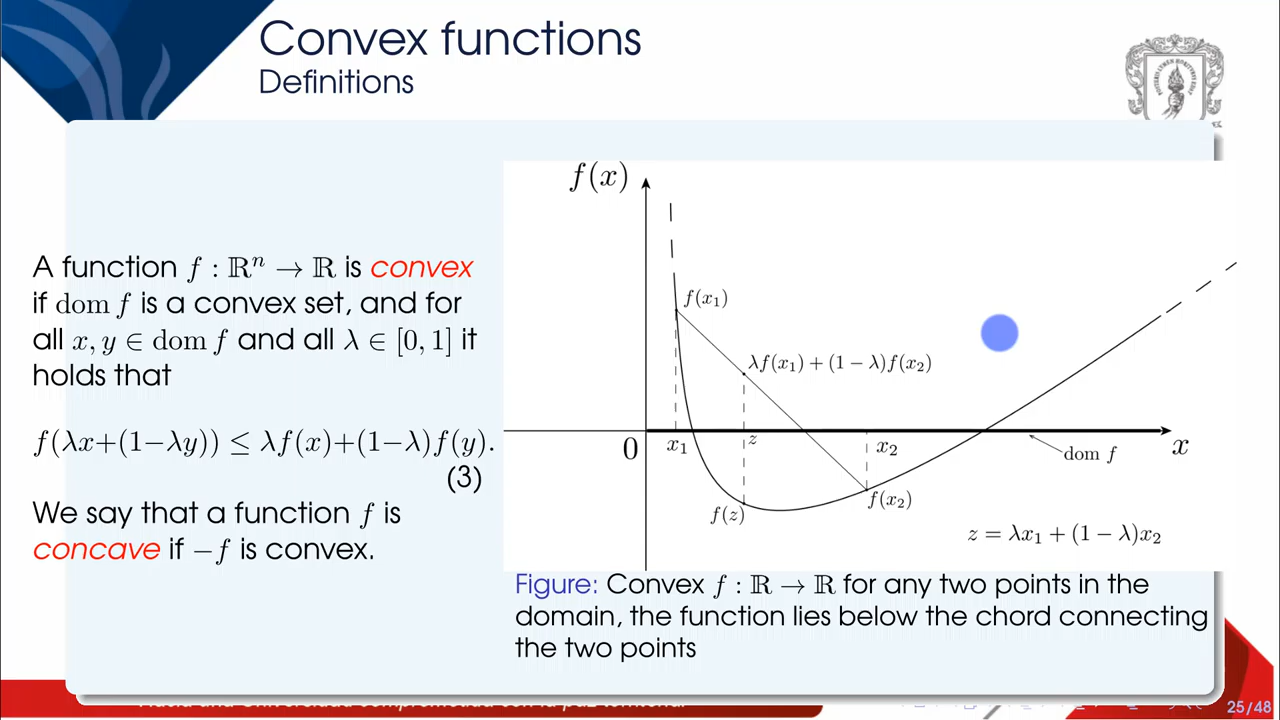 Convex functions
Definitions
A function f : ℝⁿ → ℝ is convex
if dom f is a convex set, and for
all x, y ∈ dom f and all λ ∈ [0, 1] it
holds that
f(λx+(1−λy)) ≤ λf(x)+(1−λ)f(y).
(3)
We say that a function f is
concave if −f is convex.
f(x)
f(x₁)
λf(x₁) + (1 − λ)f(x₂)
0
x₁
z
x₂
dom f
x
f(z)
f(x₂)
z = λx₁ + (1 − λ)x₂
Figure: Convex f : ℝ → ℝ for any two points in the
domain, the function lies below the chord connecting
the two points
25/48